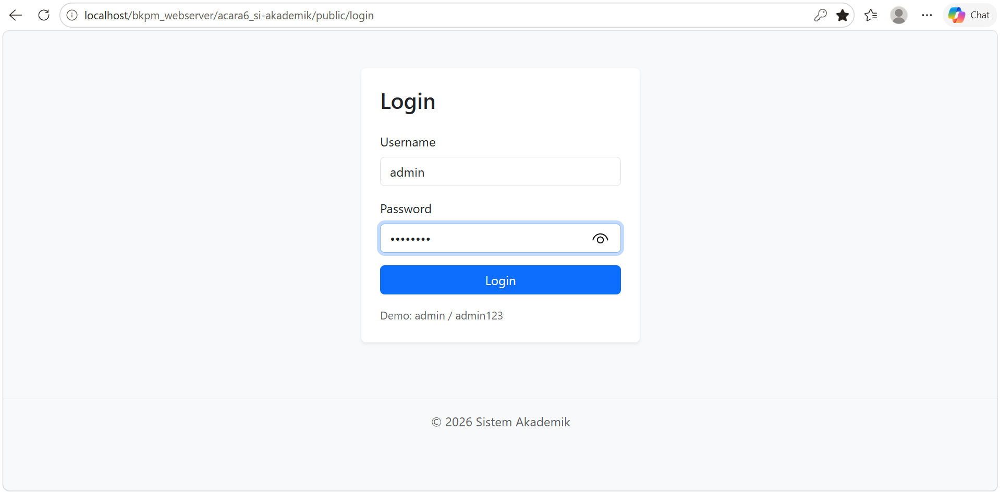 localhost/bkpm_webserver/acara6_si-akademik/public/login
Chat
Login
Username
admin
Password
••••••••
Login
Demo: admin / admin123
© 2026 Sistem Akademik